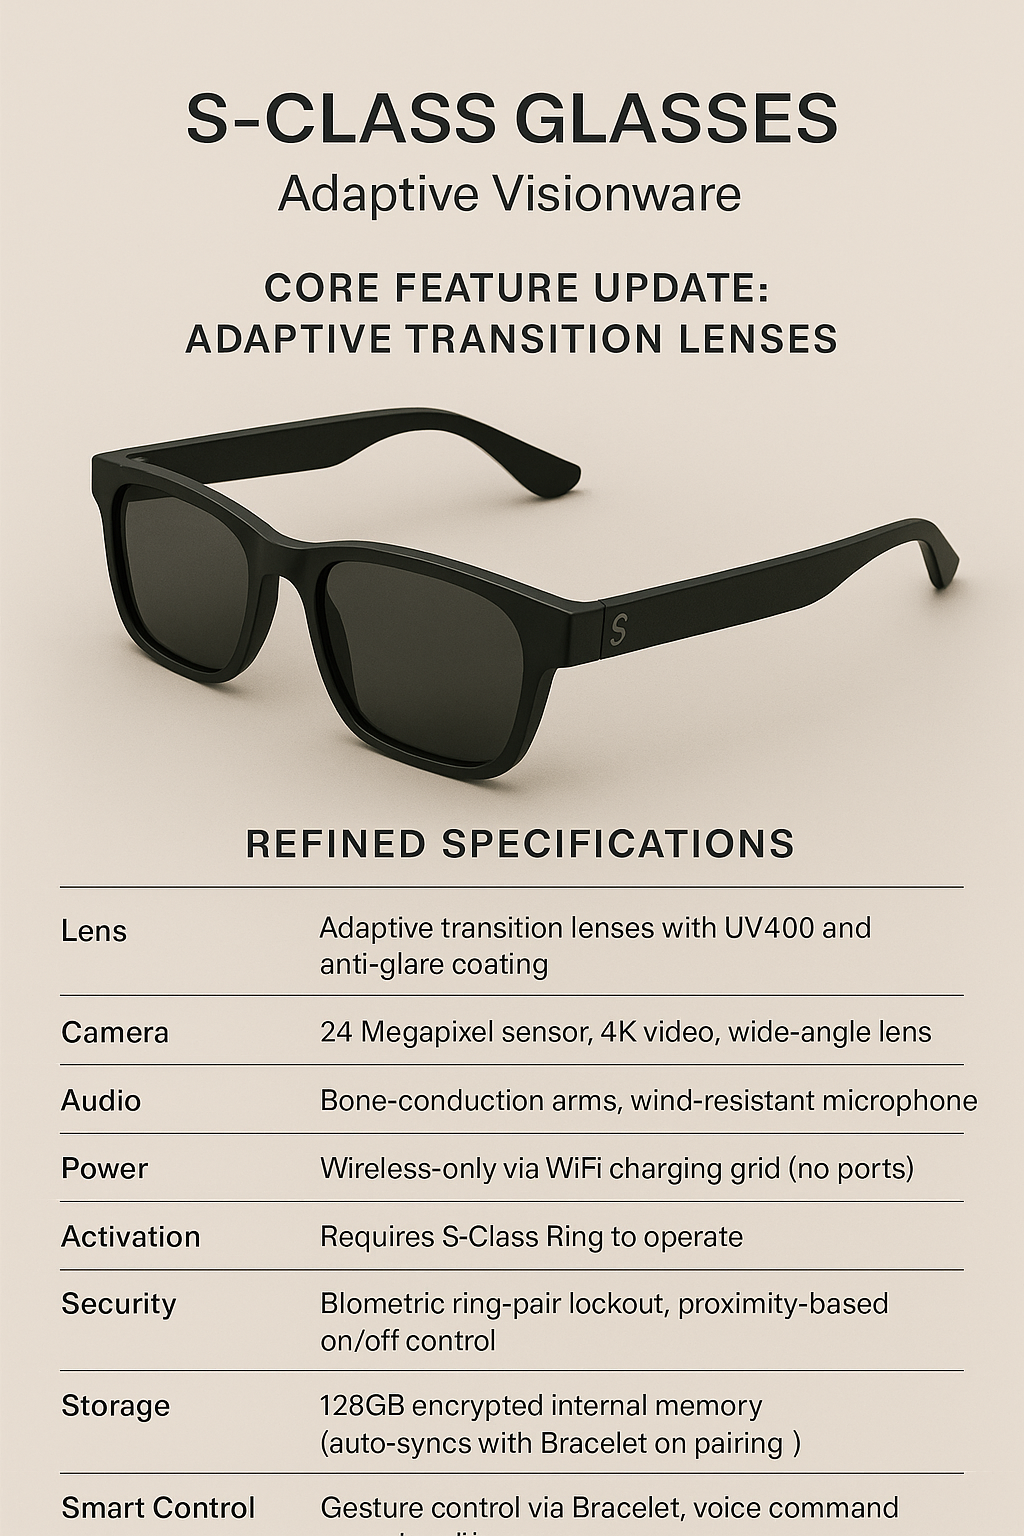 S-CLASS GLASSES
Adaptive Visionware
CORE FEATURE UPDATE:
ADAPTIVE TRANSITION LENSES
S
REFINED SPECIFICATIONS
Lens Adaptive transition lenses with UV400 and
anti-glare coating
Camera 24 Megapixel sensor, 4K video, wide-angle lens
Audio Bone-conduction arms, wind-resistant microphone
Power Wireless-only via WiFi charging grid (no ports)
Activation Requires S-Class Ring to operate
Security Blometric ring-pair lockout, proximity-based
on/off control
Storage 128GB encrypted internal memory
(auto-syncs with Bracelet on pairing )
Smart Control Gesture control via Bracelet, voice command